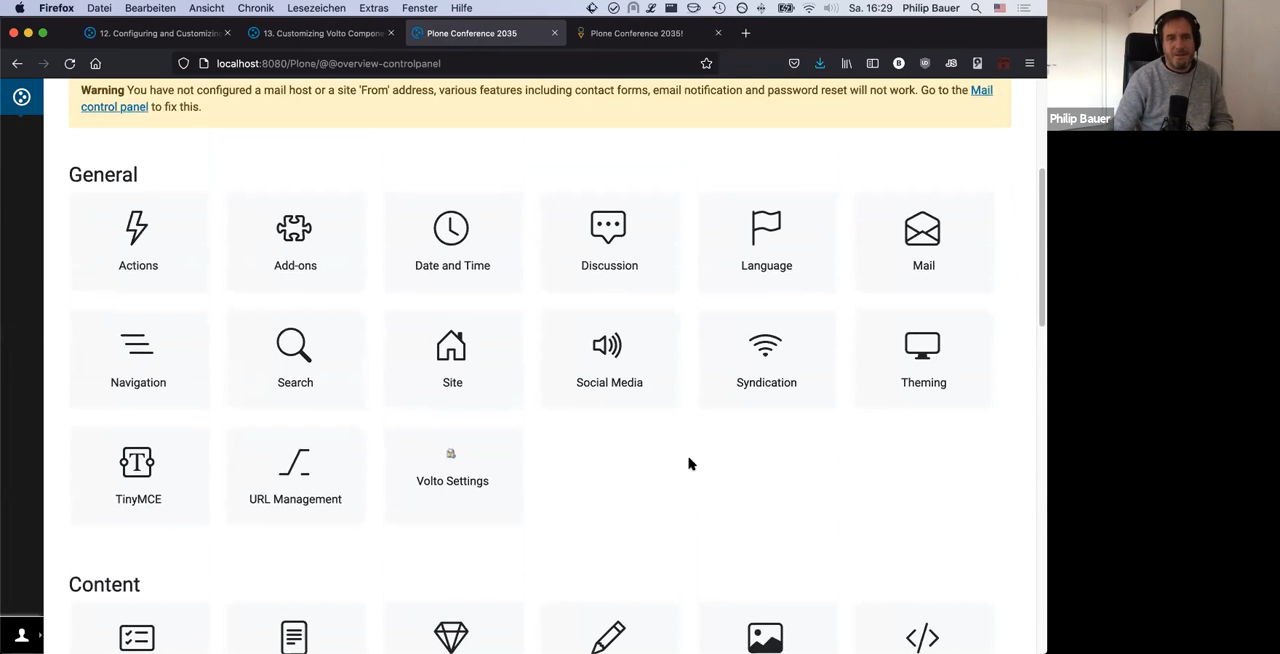 Firefox Datei Bearbeiten Ansicht Chronik Lesezeichen Extras Fenster Hilfe Sa. 16:29 Philip Bauer
12. Configuring and Customizin
13. Customizing Volto Compone
Plone Conference 2035
Plone Conference 2035!
localhost:8080/Plone/@@overview-controlpanel
Warning You have not configured a mail host or a site 'From' address, various features including contact forms, email notification and password reset will not work. Go to the Mail
control panel to fix this.
Philip Bauer
General
Actions Add-ons Date and Time Discussion Language Mail
Navigation Search Site Social Media Syndication Theming
TinyMCE URL Management Volto Settings
Content